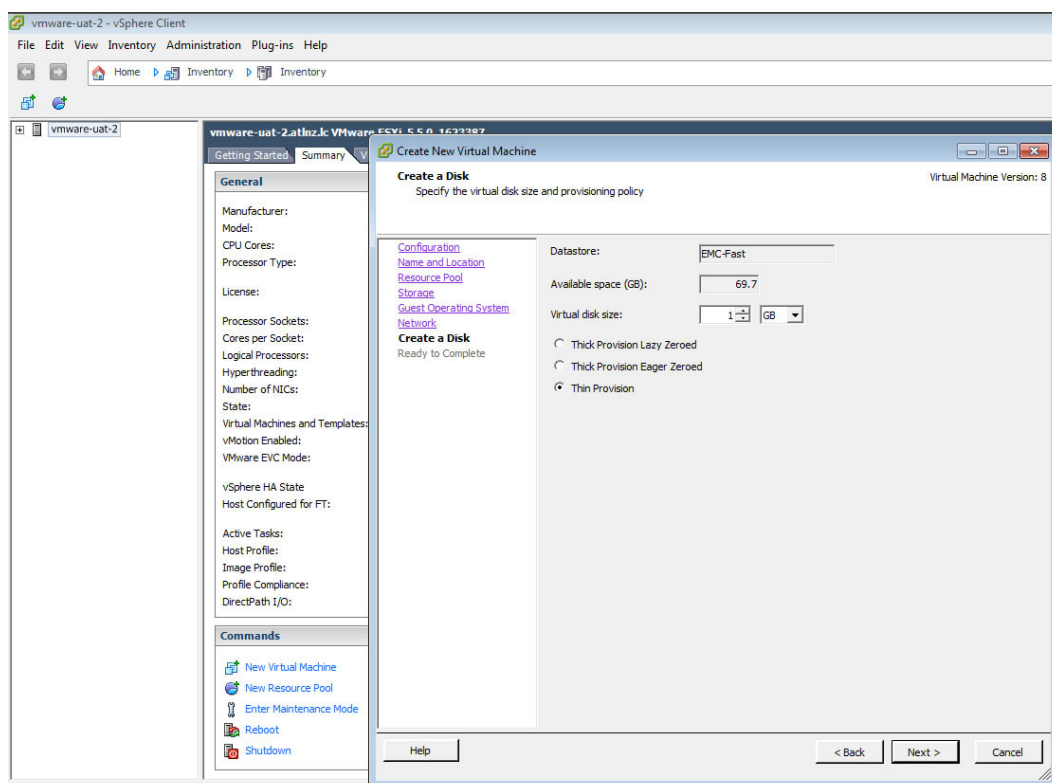 vmware-uat-2 - vSphere Client
File Edit View Inventory Administration Plug-ins Help
Home Inventory Inventory
vmware-uat-2
vmware-uat-2.atlnz.lc VMware ESXi, 5.5.0, 1623387
Getting Started Summary V
General
Manufacturer:
Model:
CPU Cores:
Processor Type:
License:
Processor Sockets:
Cores per Socket:
Logical Processors:
Hyperthreading:
Number of NICs:
State:
Virtual Machines and Templates:
vMotion Enabled:
VMware EVC Mode:
vSphere HA State
Host Configured for FT:
Active Tasks:
Host Profile:
Image Profile:
Profile Compliance:
DirectPath I/O:
Commands
New Virtual Machine
New Resource Pool
Enter Maintenance Mode
Reboot
Shutdown
Create New Virtual Machine
Create a Disk
Specify the virtual disk size and provisioning policy
Virtual Machine Version: 8
Configuration
Name and Location
Resource Pool
Storage
Guest Operating System
Network
Create a Disk
Ready to Complete
Datastore: EMC-Fast
Available space (GB): 69.7
Virtual disk size: 1 GB
Thick Provision Lazy Zeroed
Thick Provision Eager Zeroed
Thin Provision
Help < Back Next > Cancel